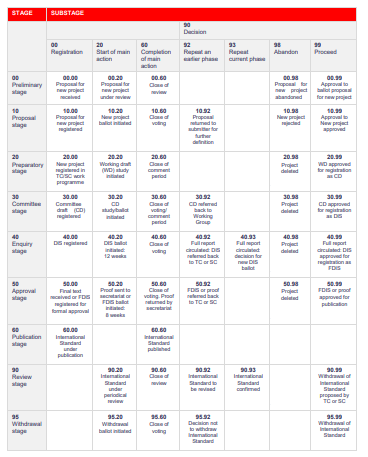 STAGE SUBSTAGE
90
Decision
00 20 60 92 93 98 99
Registration Start of main action Completion of main action Repeat an earlier phase Repeat current phase Abandon Proceed
00 Preliminary stage
00.00 Proposal for new project received
00.20 Proposal for new project under review
00.60 Close of review
00.98 Proposal for new project abandoned
00.99 Approval to ballot proposal for new project
10 Proposal stage
10.00 Proposal for new project registered
10.20 New project ballot initiated
10.60 Close of voting
10.92 Proposal returned to submitter for further definition
10.98 New project rejected
10.99 Approval to New project approved
20 Preparatory stage
20.00 New project registered in TC/SC work programme
20.20 Working draft (WD) study initiated
20.60 Close of comment period
20.98 Project deleted
20.99 WD approved for registration as CD
30 Committee stage
30.00 Committee draft (CD) registered
30.20 CD study/ballot initiated
30.60 Close of voting/ comment period
30.92 CD referred back to Working Group
30.98 Project deleted
30.99 CD approved for registration as DIS
40 Enquiry stage
40.00 DIS registered
40.20 DIS ballot initiated: 12 weeks
40.60 Close of voting
40.92 Full report circulated: DIS referred back to TC or SC
40.93 Full report circulated: decision for new DIS ballot
40.98 Project deleted
40.99 Full report circulated: DIS approved for registration as FDIS
50 Approval stage
50.00 Final text received or FDIS registered for formal approval
50.20 Proof sent to secretariat or FDIS ballot initiated: 8 weeks
50.60 Close of voting. Proof returned by secretariat
50.92 FDIS or proof referred back to TC or SC
50.98 Project deleted
50.99 FDIS or proof approved for publication
60 Publication stage
60.00 International Standard under publication
60.60 International Standard published
90 Review stage
90.20 International Standard under periodical review
90.60 Close of review
90.92 International Standard to be revised
90.93 International Standard confirmed
90.99 Withdrawal of International Standard proposed by TC or SC
95 Withdrawal stage
95.20 Withdrawal ballot initiated
95.60 Close of voting
95.92 Decision not to withdraw International Standard
95.99 Withdrawal of International Standard